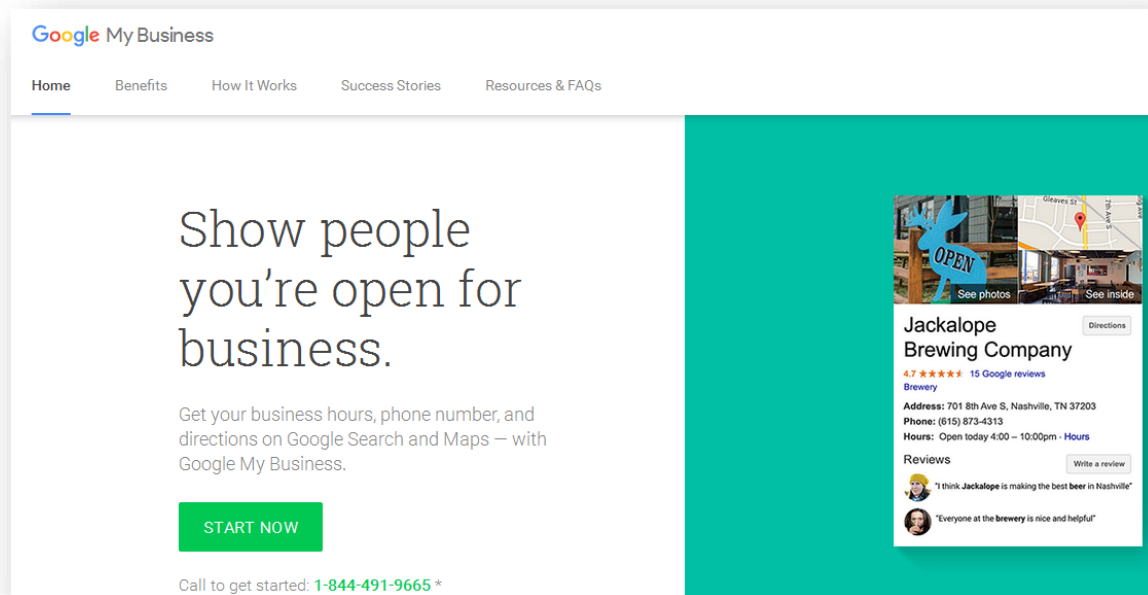 Google My Business
Home Benefits How It Works Success Stories Resources & FAQs
Show people
you're open for
business.
Get your business hours, phone number, and
directions on Google Search and Maps — with
Google My Business.
START NOW
Call to get started: 1-844-491-9665 *
Gleaves St
7th Ave S
OPEN
See photos
See inside
Jackalope
Brewing Company
Directions
4.7 15 Google reviews
Brewery
Address: 701 8th Ave S, Nashville, TN 37203
Phone: (615) 873-4313
Hours: Open today 4:00 – 10:00pm - Hours
Reviews
Write a review
"I think Jackalope is making the best beer in Nashville"
"Everyone at the brewery is nice and helpful"